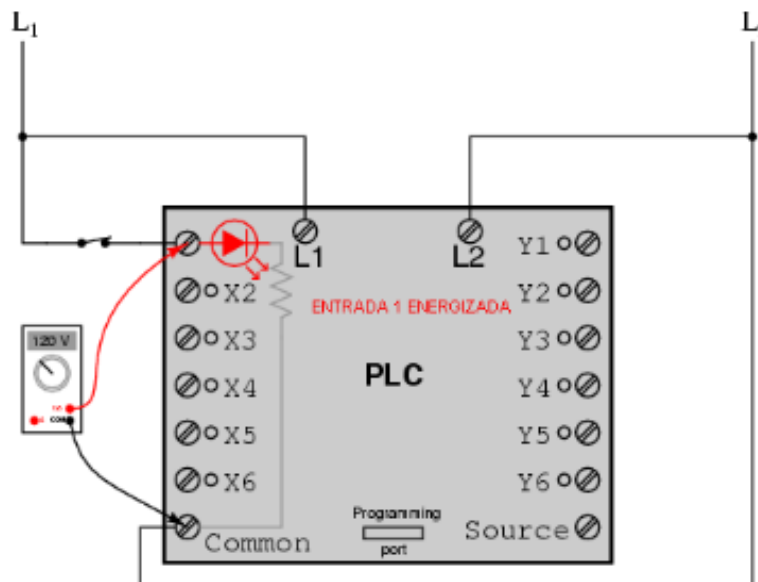 L1
L
120 V
L1
L2
Y1
X2
Y2
ENTRADA 1 ENERGIZADA
X3
Y3
PLC
X4
Y4
X5
Y5
X6
Y6
Programming
port
Common
Source